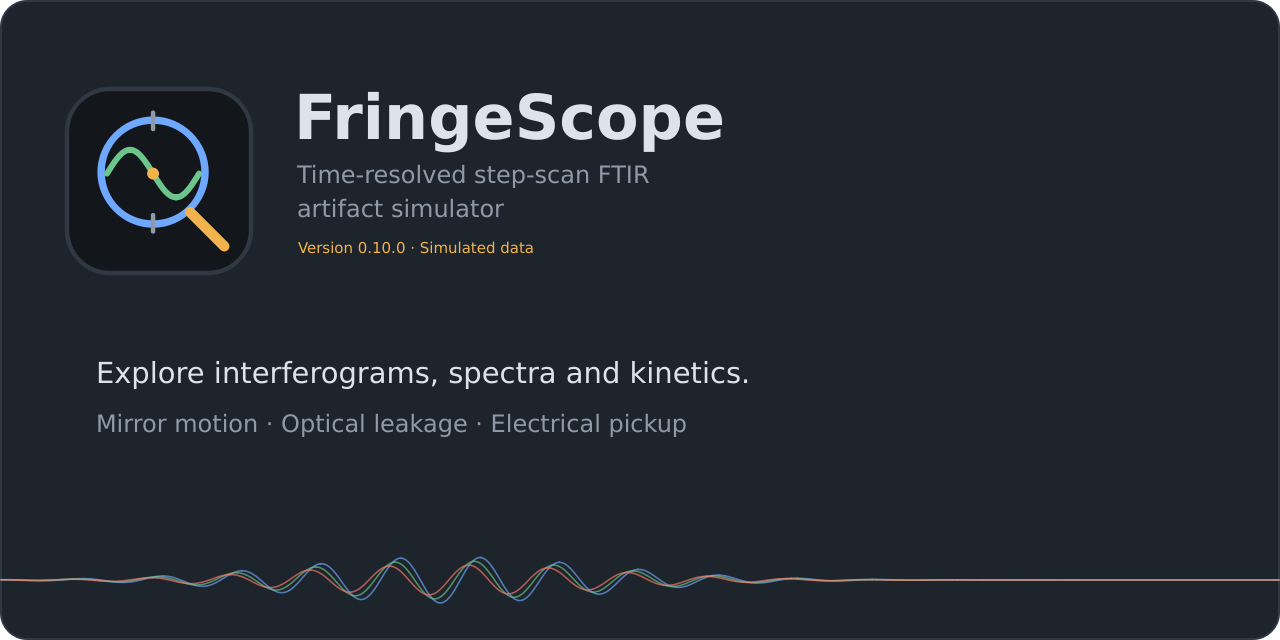 FringeScope
Time-resolved step-scan FTIR
artifact simulator
Version 0.10.0 · Simulated data
Explore interferograms, spectra and kinetics.
Mirror motion · Optical leakage · Electrical pickup